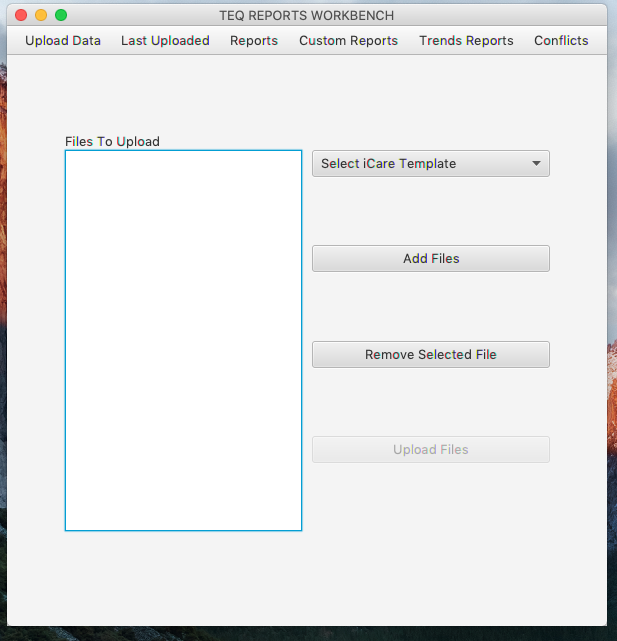 TEQ REPORTS WORKBENCH
Upload Data Last Uploaded Reports Custom Reports Trends Reports Conflicts
Files To Upload
Select iCare Template
Add Files
Remove Selected File
Upload Files